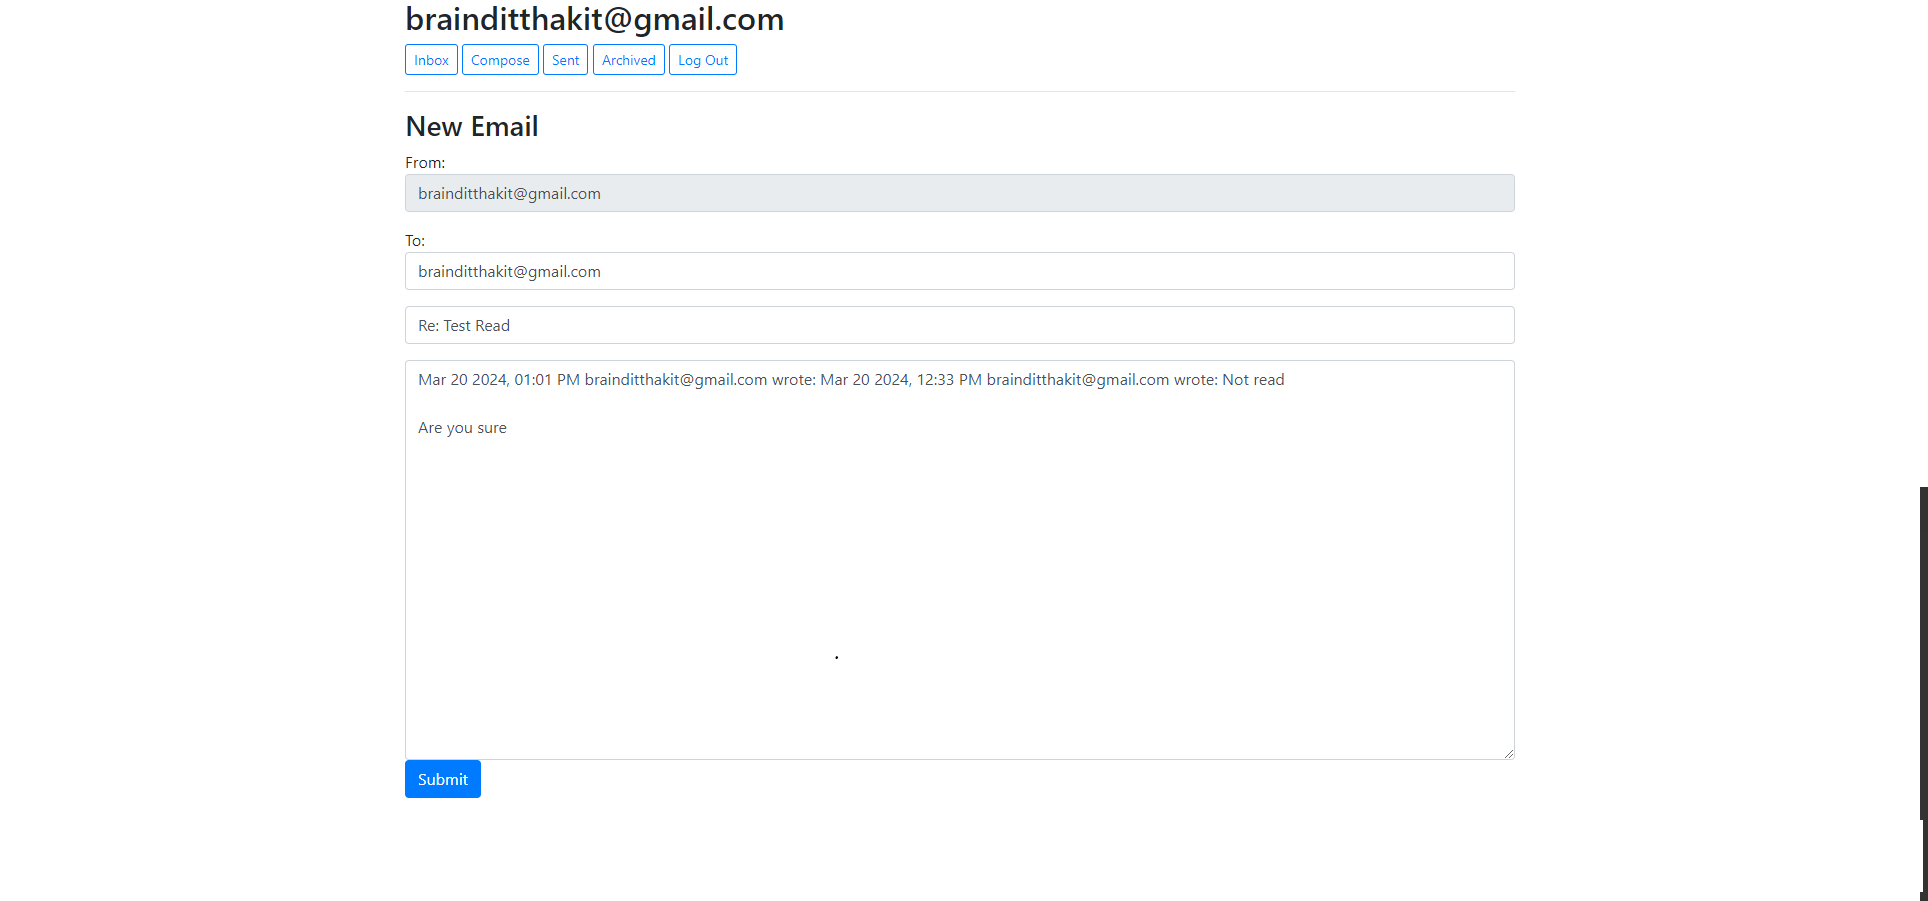 brainditthakit@gmail.com
Inbox Compose Sent Archived Log Out
New Email
From:
brainditthakit@gmail.com
To:
brainditthakit@gmail.com
Re: Test Read
Mar 20 2024, 01:01 PM brainditthakit@gmail.com wrote: Mar 20 2024, 12:33 PM brainditthakit@gmail.com wrote: Not read
Are you sure
Submit